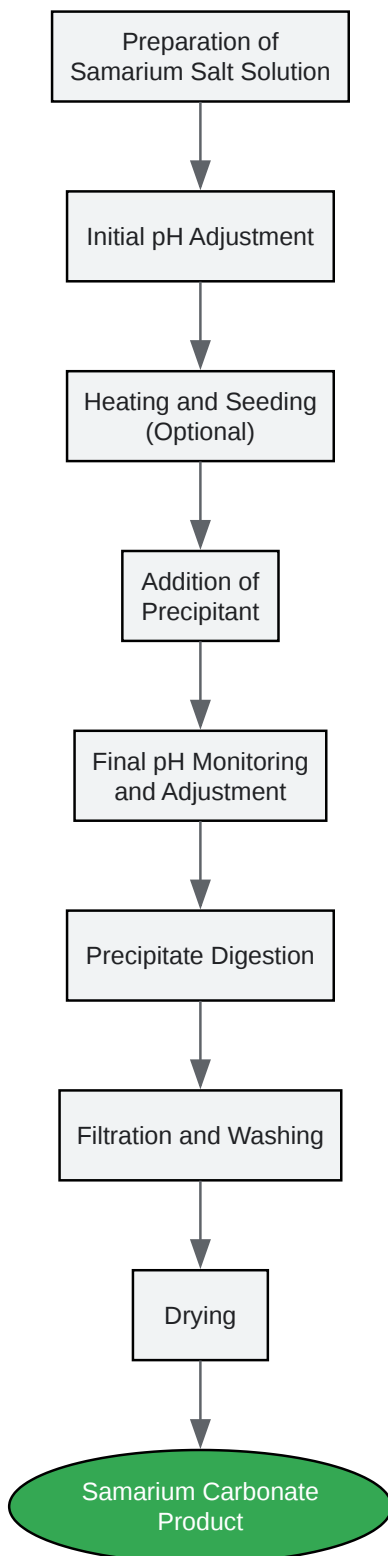 Preparation of
Samarium Salt Solution
Initial pH Adjustment
Heating and Seeding
(Optional)
Addition of
Precipitant
Final pH Monitoring
and Adjustment
Precipitate Digestion
Filtration and Washing
Drying
Samarium Carbonate
Product